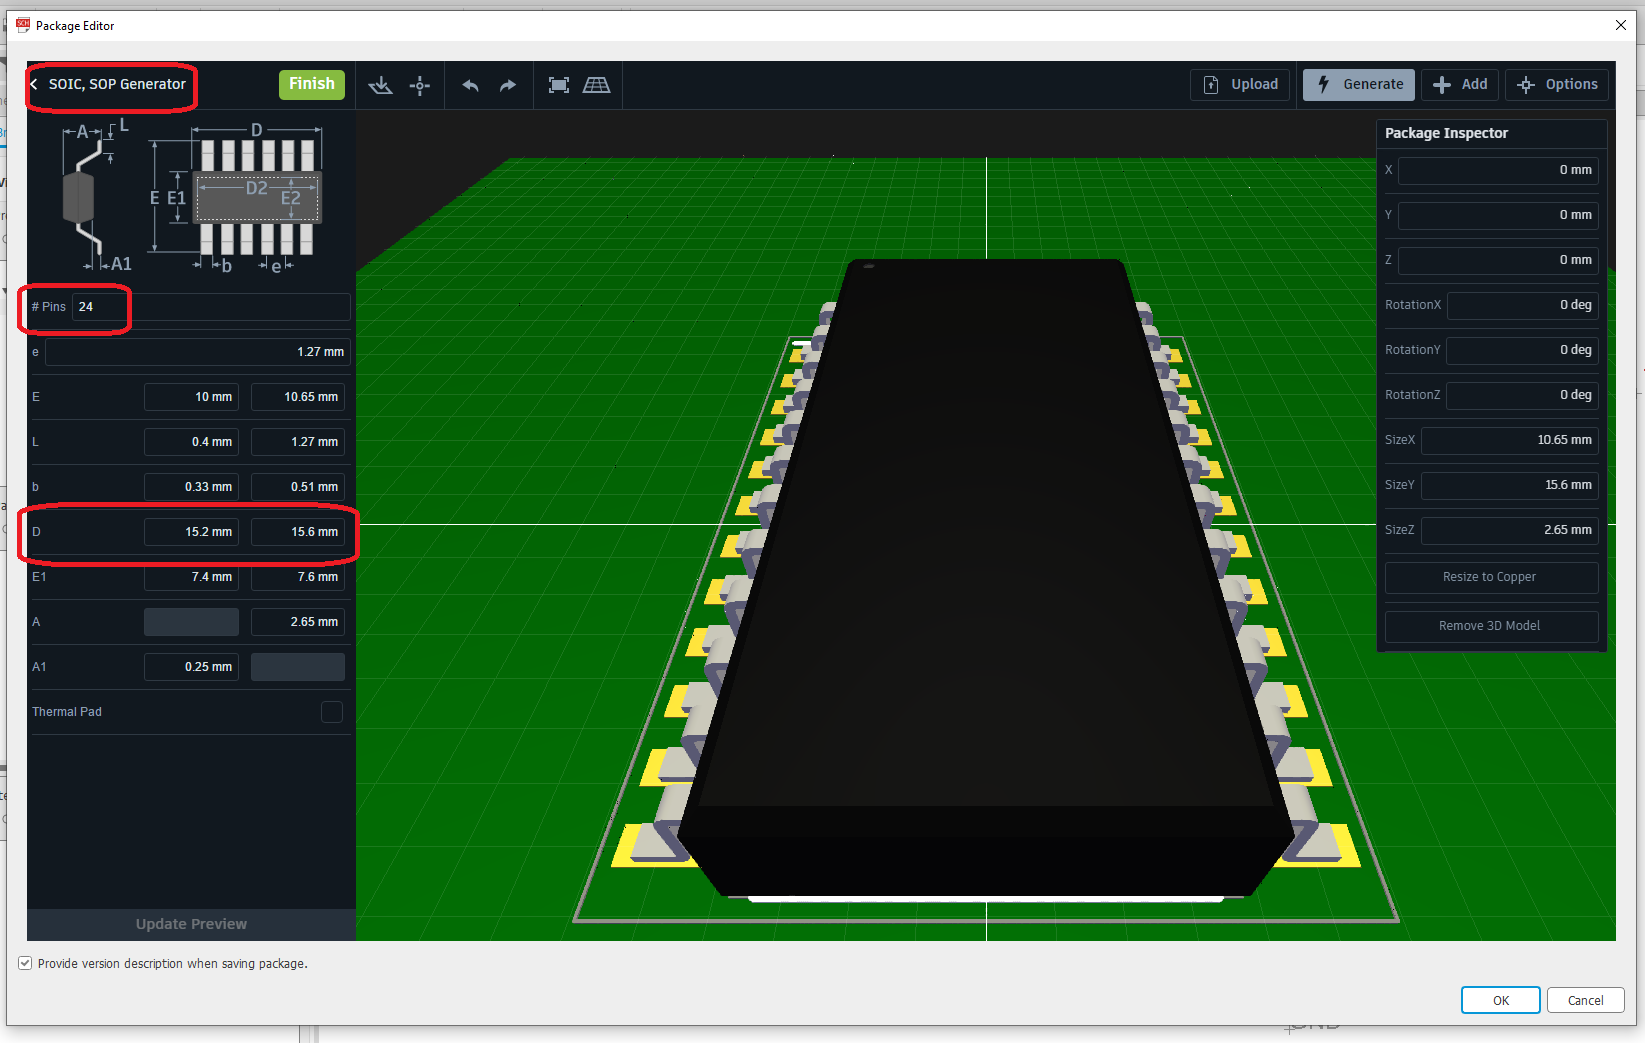 SCH Package Editor
SOIC, SOP Generator
Finish
Upload
Generate
Add
Options
A
L
D
D2
E
E1
E2
A1
b
e
# Pins 24
e 1.27 mm
E 10 mm 10.65 mm
L 0.4 mm 1.27 mm
b 0.33 mm 0.51 mm
D 15.2 mm 15.6 mm
E1 7.4 mm 7.6 mm
A 2.65 mm
A1 0.25 mm
Thermal Pad
Update Preview
Package Inspector
X 0 mm
Y 0 mm
Z 0 mm
RotationX 0 deg
RotationY 0 deg
RotationZ 0 deg
SizeX 10.65 mm
SizeY 15.6 mm
SizeZ 2.65 mm
Resize to Copper
Remove 3D Model
Provide version description when saving package.
OK
Cancel